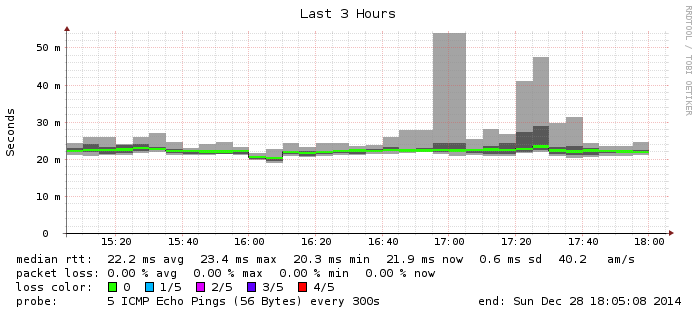 Last 3 Hours
RRDTOOL / TOBI OETIKER
Seconds
50 m
40 m
30 m
20 m
10 m
0
15:20 15:40 16:00 16:20 16:40 17:00 17:20 17:40 18:00
median rtt: 22.2 ms avg 23.4 ms max 20.3 ms min 21.9 ms now 0.6 ms sd 40.2 am/s
packet loss: 0.00 % avg 0.00 % max 0.00 % min 0.00 % now
loss color: 0 1/5 2/5 3/5 4/5
probe: 5 ICMP Echo Pings (56 Bytes) every 300s end: Sun Dec 28 18:05:08 2014